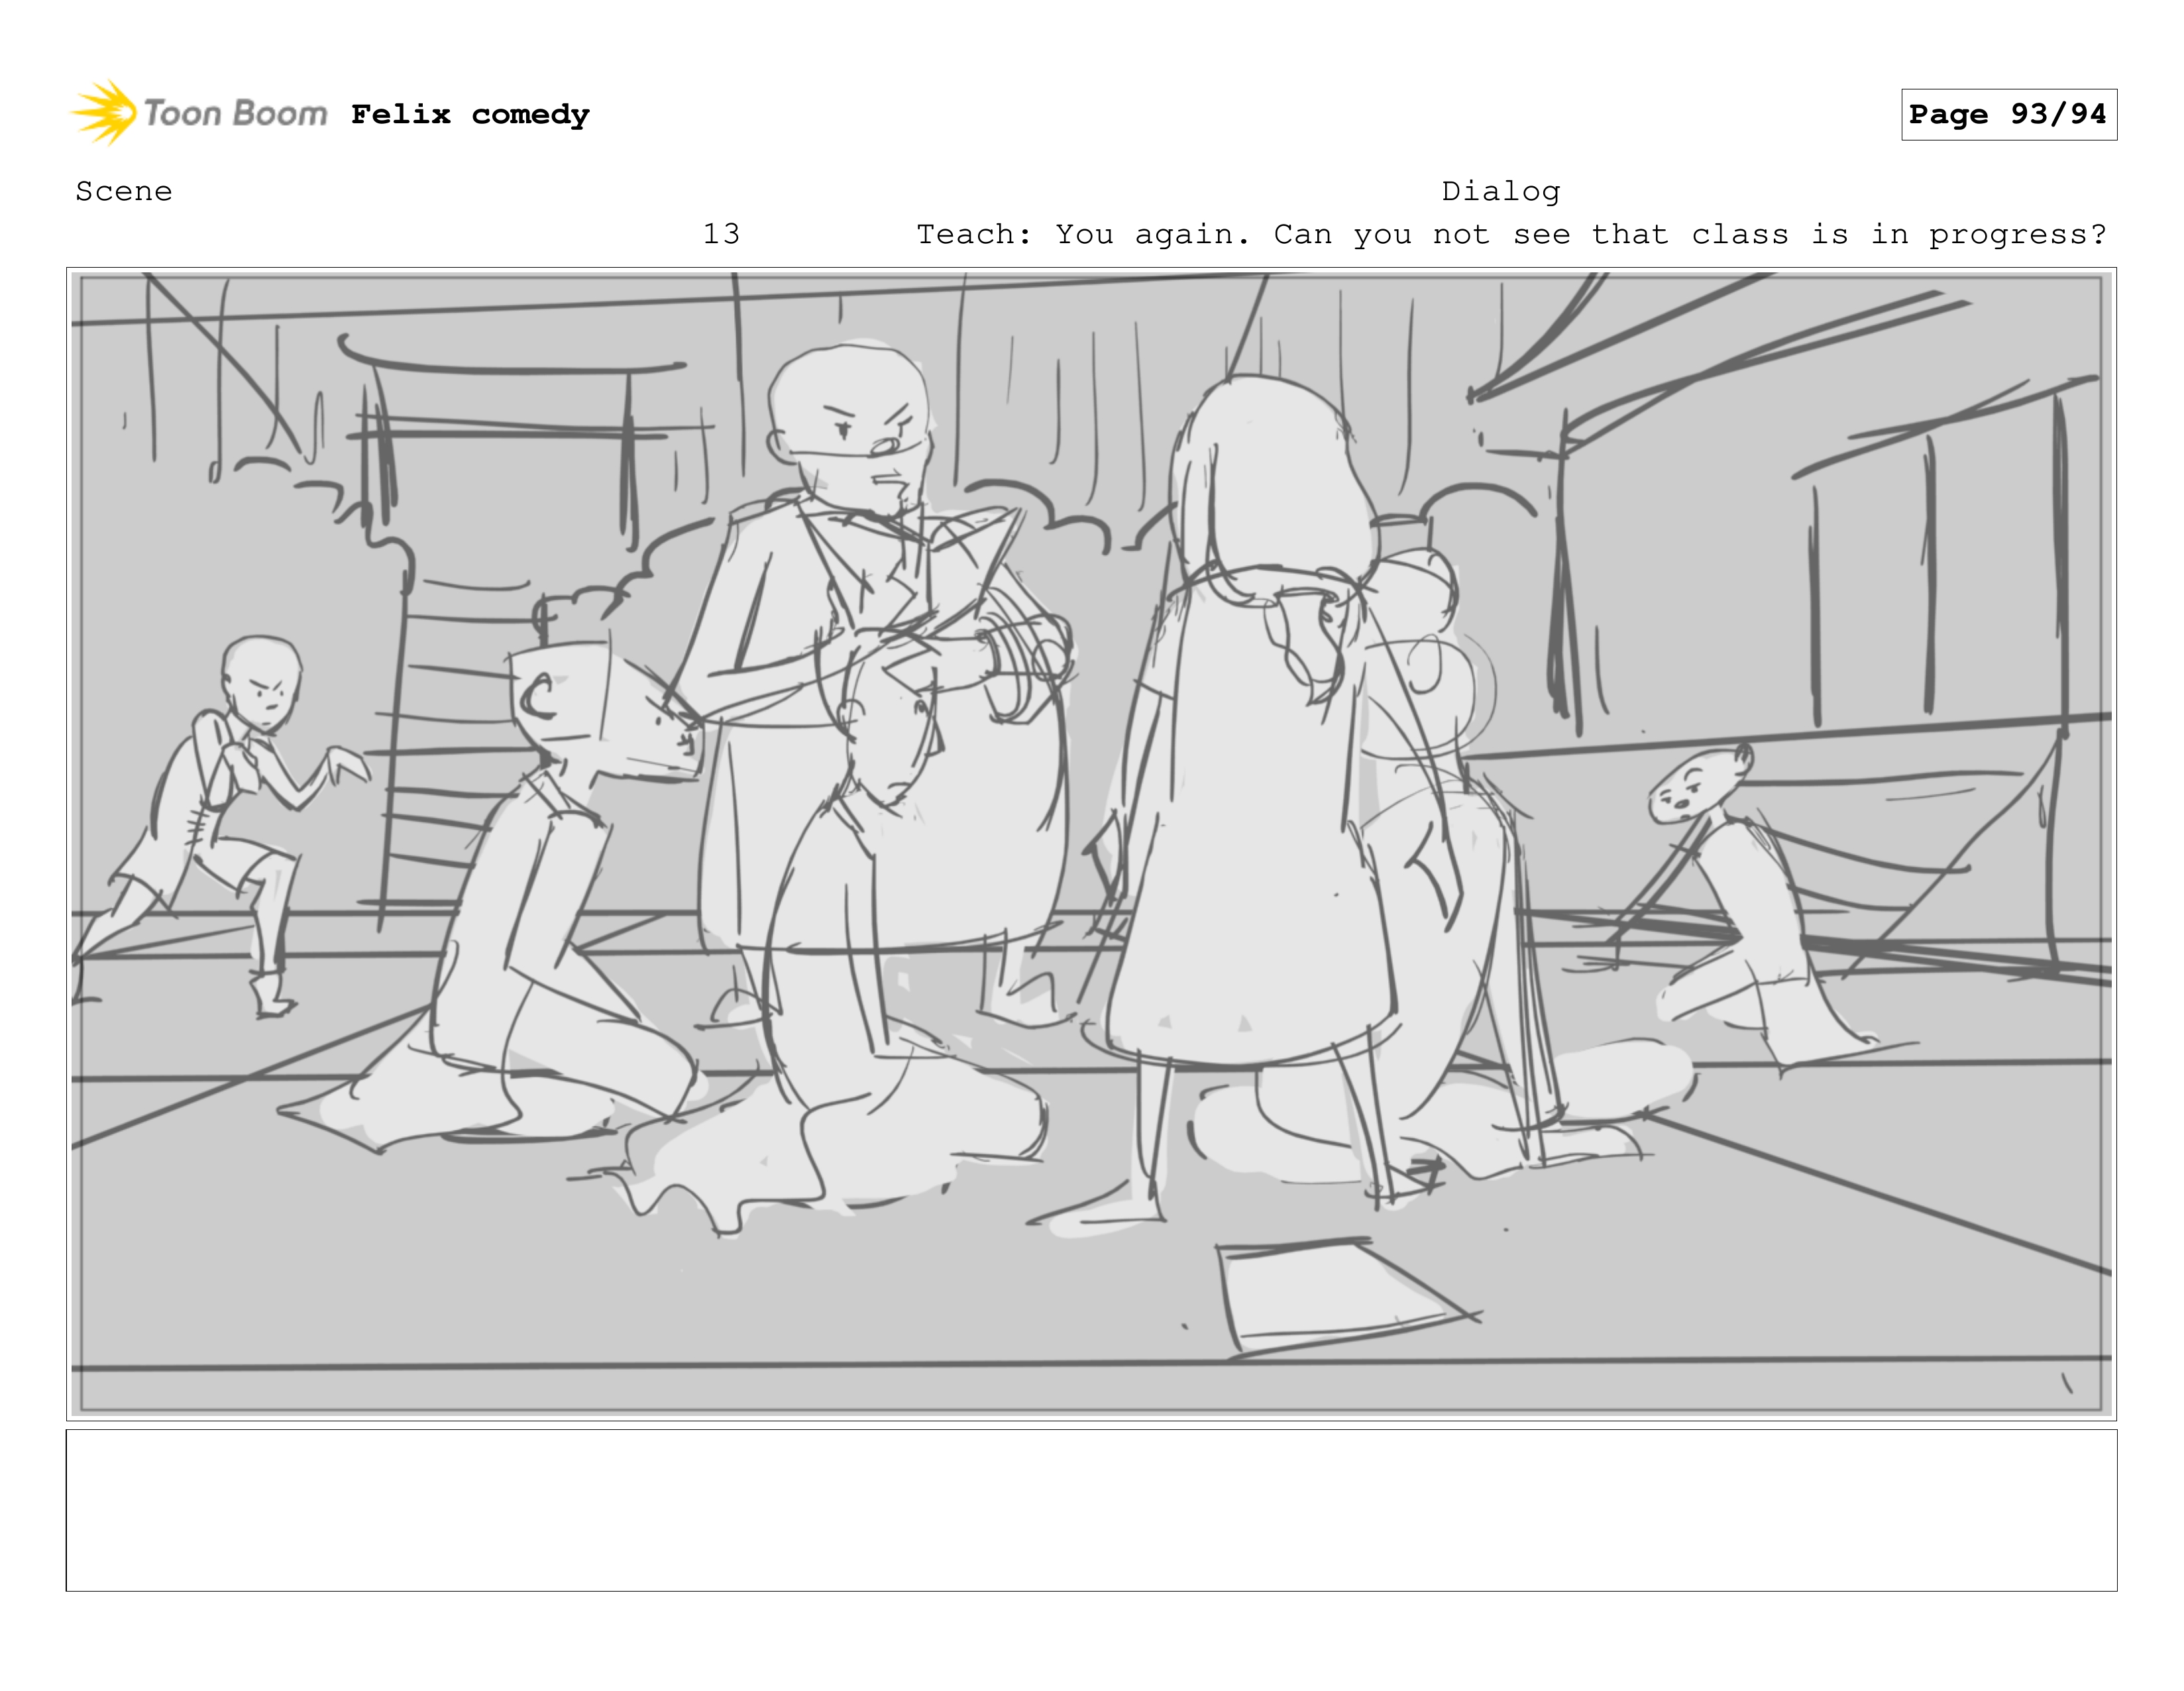 Toon Boom Felix comedy Page 93/94
Scene Dialog
13 Teach: You again. Can you not see that class is in progress?